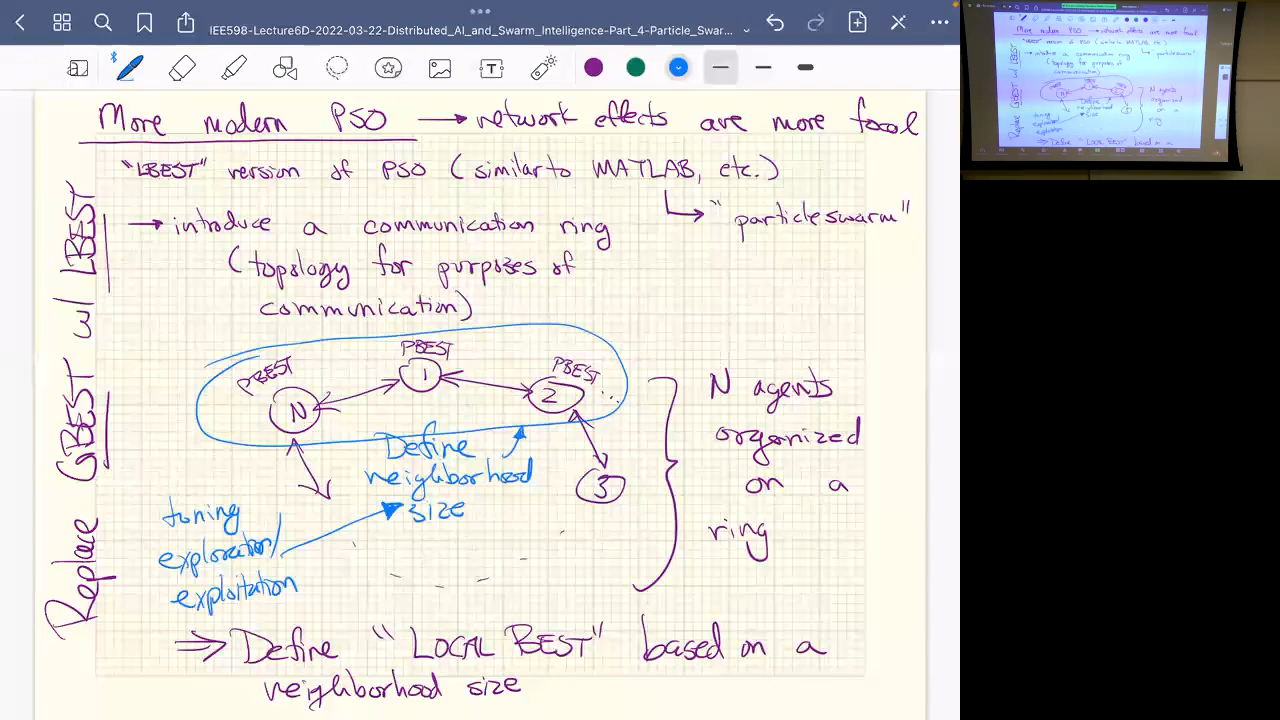 IEE598-Lecture6D-2022-03-22-Distributed_AI_and_Swarm_Intelligence-Part_4-Particle_Swar...
More modern PSO → network effects are more focal
"LBEST" version of PSO (similar to MATLAB, etc.)
"particleswarm"
→ introduce a communication ring
(topology for purposes of
communication)
Replace GBEST w/ LBEST
PBEST PBEST PBEST
N 1 2 ...
3
Define
neighborhood
size
tuning
exploration/
exploitation
N agents
organized
on a
ring
⇒ Define "LOCAL BEST" based on a
neighborhood size